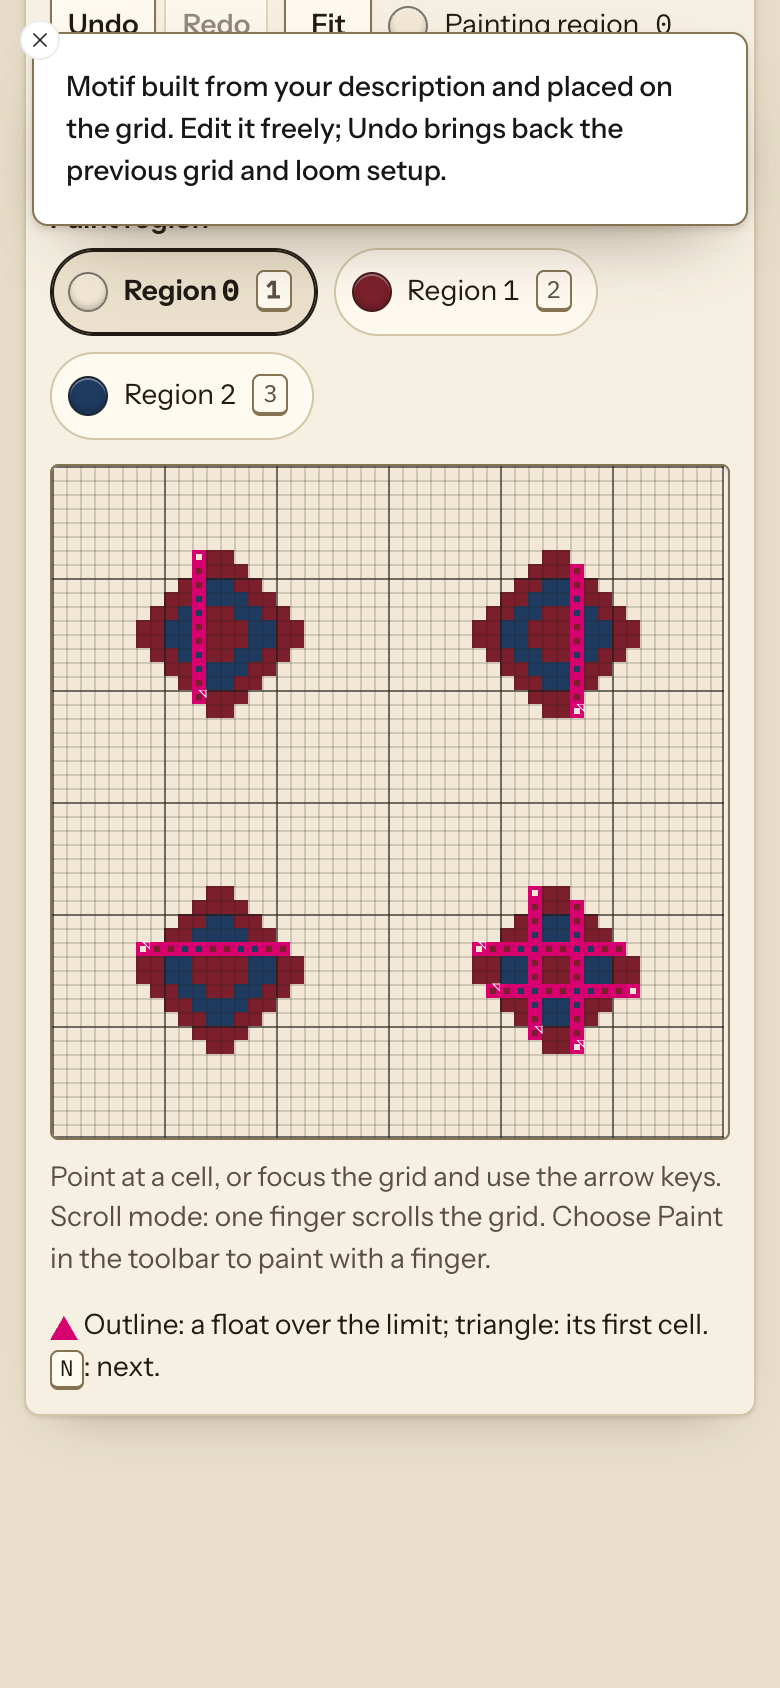 Undo Redo Fit Painting region 0
Motif built from your description and placed on
the grid. Edit it freely; Undo brings back the
previous grid and loom setup.
Paint region
Region 0 1
Region 1 2
Region 2 3
Point at a cell, or focus the grid and use the arrow keys.
Scroll mode: one finger scrolls the grid. Choose Paint
in the toolbar to paint with a finger.
Outline: a float over the limit; triangle: its first cell.
N : next.